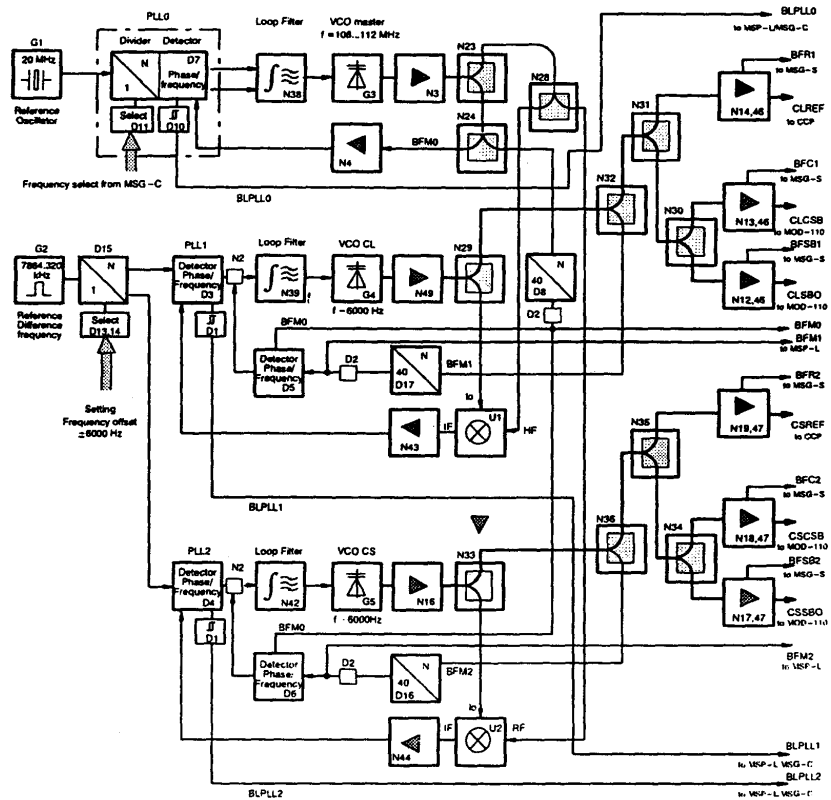 PLL0
BLPLL0
to MSP-L/MSG-C
G1
20 MHz
Reference
Oscillator
Divider
Detector
N
1
D7
Phase/
frequency
Select
D11
D10
Frequency select from MSG-C
BLPLL0
Loop Filter
N38
VCO master
f = 108...112 MHz
G3
N3
N23
N28
N24
N4
BFM0
BFR1
to MSG-S
CLREF
to CCP
N14,46
N31
N32
BFC1
to MSG-S
CLCSB
to MOD-110
N13,46
N30
BFSB1
to MSG-S
CLSBO
to MOD-110
N12,46
G2
7864.320
kHz
Reference
Difference
frequency
D15
N
1
Select
D13,14
Setting
Frequency offset
±6000 Hz
PLL1
Detector
Phase/
Frequency
D3
D1
N2
Loop Filter
N39
f
VCO CL
G4
f - 6000 Hz
N49
N29
N
40
D8
D2
BFM0
BFM0
BFM1
to MSP-L
Detector
Phase/
Frequency
D5
D2
N
40
D17
BFM1
lo
U1
IF
HF
N43
BLPLL1
BFR2
to MSG-S
CSREF
to CCP
N19,47
N35
N36
BFC2
to MSG-S
CSCSB
to MOD-110
N18,47
N34
BFSB2
to MSG-S
CSSBO
to MOD-110
N17,47
PLL2
Detector
Phase/
Frequency
D4
D1
N2
Loop Filter
N42
VCO CS
G5
f - 6000Hz
N16
N33
BFM0
BFM2
to MSP-L
Detector
Phase/
Frequency
D6
D2
N
40
D16
BFM2
lo
U2
IF
RF
N44
BLPLL1
to MSP-L MSG-C
BLPLL2
BLPLL2
to MSP-L MSG-C